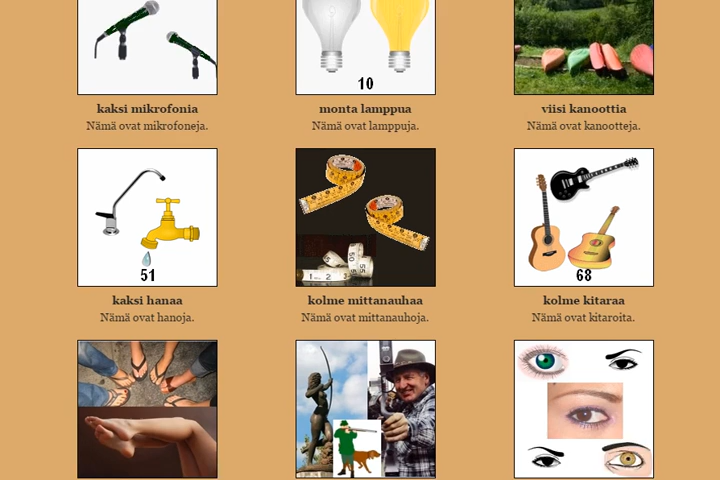 10
kaksi mikrofonia
monta lamppua
viisi kanoottia
Nämä ovat mikrofoneja.
Nämä ovat lamppuja.
Nämä ovat kanootteja.
51
68
kaksi hanaa
kolme mittanauhaa
kolme kitaraa
Nämä ovat hanoja.
Nämä ovat mittanauhoja.
Nämä ovat kitaroita.